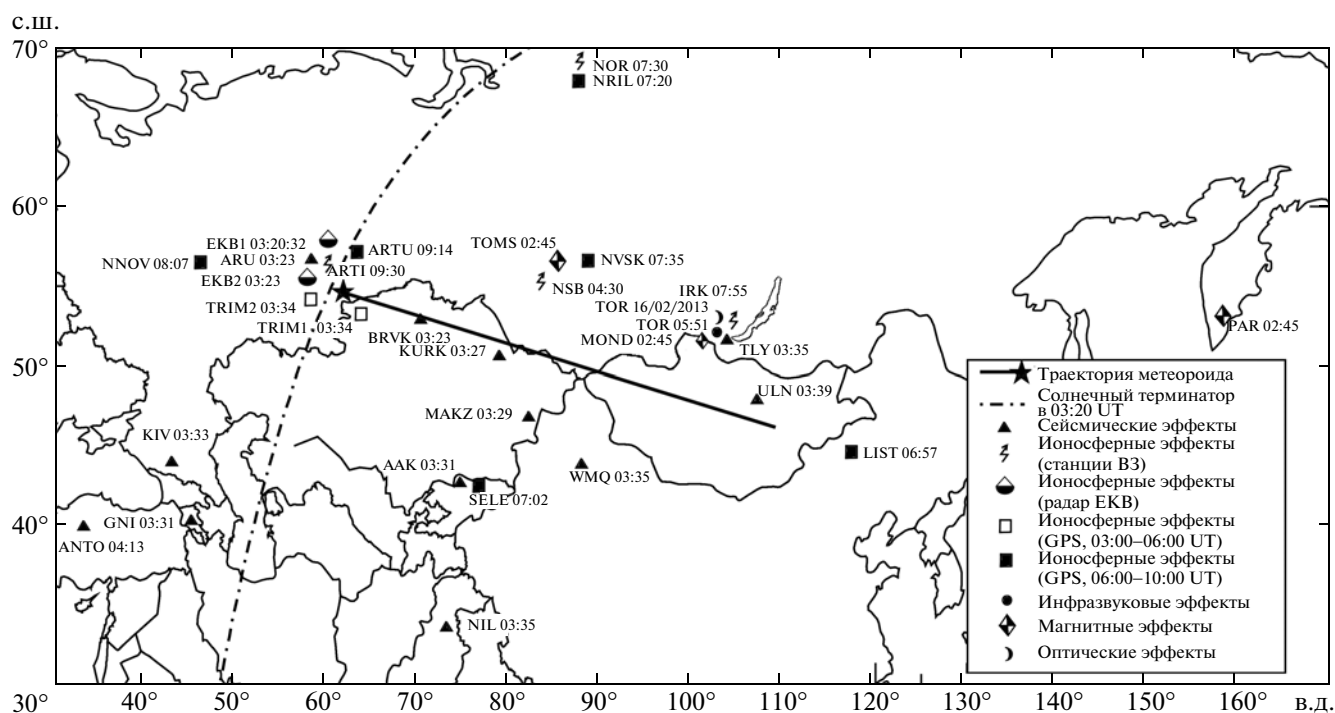 с.ш.
70°
NOR 07:30
NRIL 07:20
60°
EKB1 03:20:32
ARU 03:23
ARTU 09:14
TOMS 02:45
NNOV 08:07
NVSK 07:35
ARTI 09:30
EKB2 03:23
NSB 04:30
IRK 07:55
TRIM2 03:34
TOR 16/02/2013
TRIM1 03:34
TOR 05:51
PAR 02:45
BRVK 03:23
MOND 02:45
KURK 03:27
TLY 03:35
50°
ULN 03:39
MAKZ 03:29
KIV 03:33
AAK 03:31
LIST 06:57
WMQ 03:35
SELE 07:02
GNI 03:31
40°
ANTO 04:13
NIL 03:35
Траектория метеороида
Солнечный терминатор
в 03:20 UT
Сейсмические эффекты
Ионосферные эффекты
(станции ВЗ)
Ионосферные эффекты
(радар EKB)
Ионосферные эффекты
(GPS, 03:00–06:00 UT)
Ионосферные эффекты
(GPS, 06:00–10:00 UT)
Инфразвуковые эффекты
Магнитные эффекты
Оптические эффекты
30° 40° 50° 60° 70° 80° 90° 100° 110° 120° 130° 140° 150° 160° в.д.